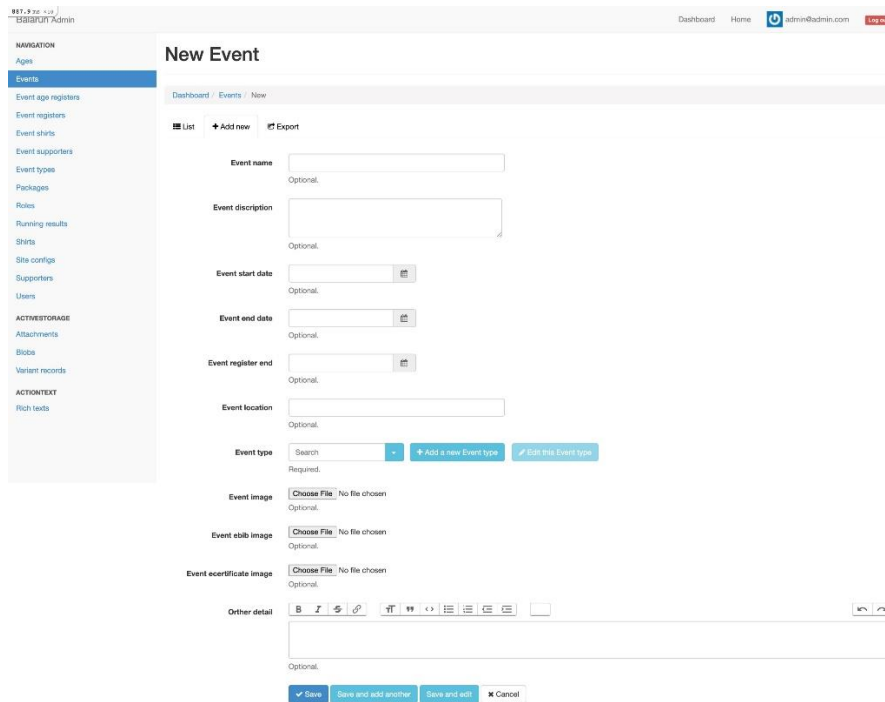 Balarun Admin
Dashboard Home admin@admin.com
NAVIGATION
Ages
Events
Event age registers
Event registers
Event shirts
Event supporters
Event types
Packages
Roles
Running results
Shirts
Site configs
Supporters
Users
ACTIVESTORAGE
Attachments
Blobs
Variant records
ACTIONTEXT
Rich texts
New Event
Dashboard / Events / New
List Add new Export
Event name
Optional.
Event discription
Optional.
Event start date
Optional.
Event end date
Optional.
Event register end
Optional.
Event location
Optional.
Event type Search + Add a new Event type Edit this Event type
Required.
Event image Choose File No file chosen
Optional.
Event ebib image Choose File No file chosen
Optional.
Event ecertificate image Choose File No file chosen
Optional.
Orther detail B I S
Optional.
Save Save and add another Save and edit Cancel